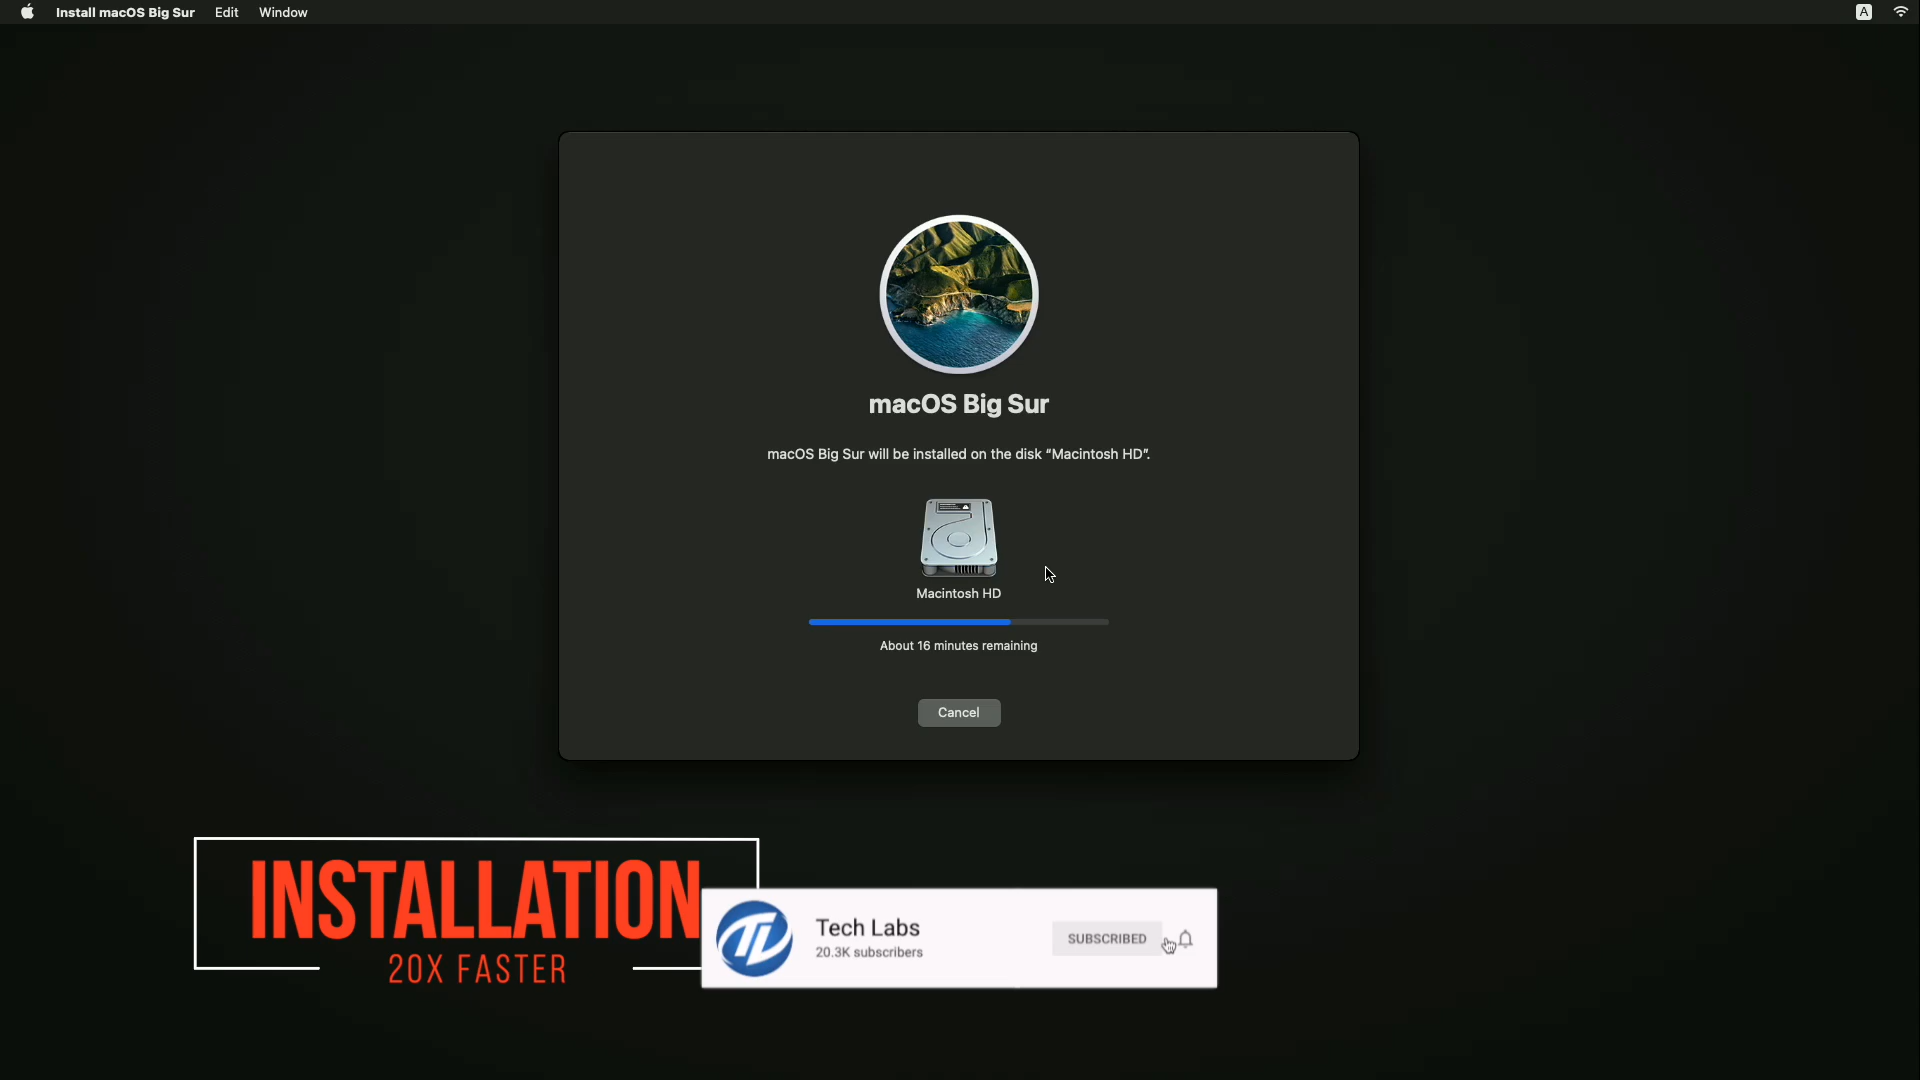 Install macOS Big Sur Edit Window A
macOS Big Sur
macOS Big Sur will be installed on the disk “Macintosh HD”.
Macintosh HD
About 16 minutes remaining
Cancel
INSTALLATION
20X FASTER
TL
Tech Labs
20.3K subscribers
SUBSCRIBED